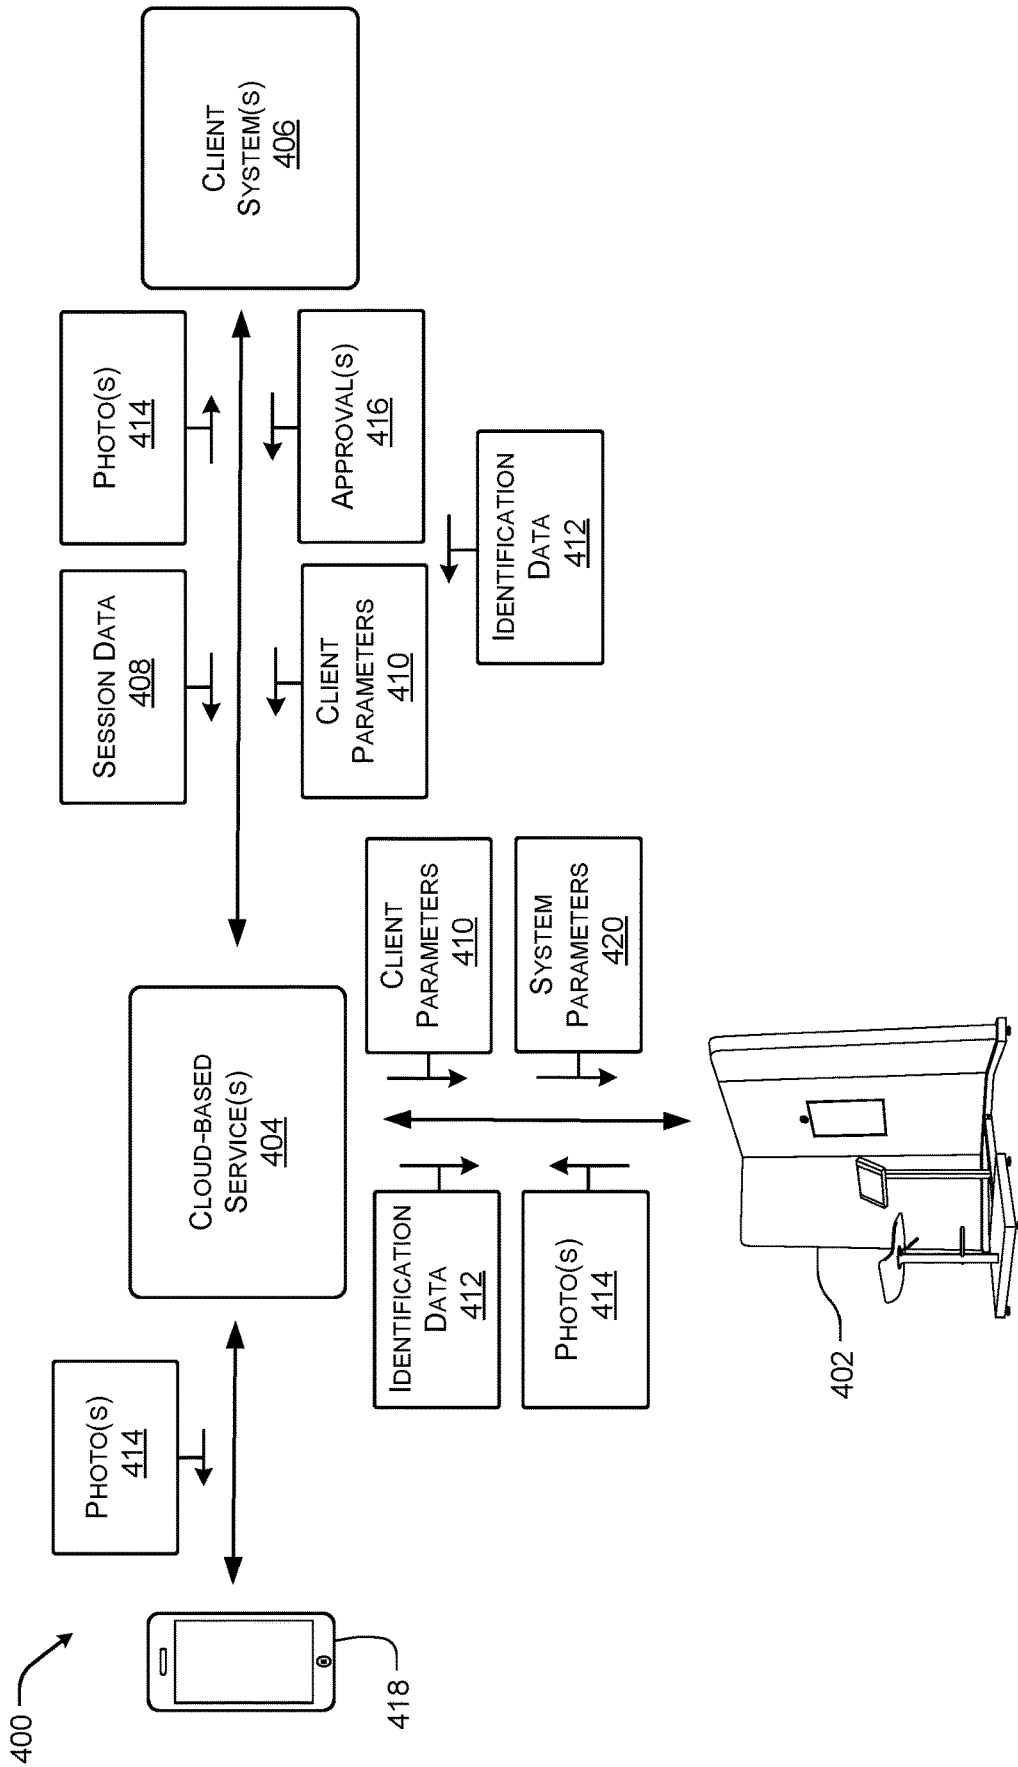 400
418
PHOTO(S)
414
CLOUD-BASED
SERVICE(S)
404
SESSION DATA
408
PHOTO(S)
414
CLIENT
SYSTEM(S)
406
CLIENT
PARAMETERS
410
APPROVAL(S)
416
IDENTIFICATION
DATA
412
IDENTIFICATION
DATA
412
CLIENT
PARAMETERS
410
PHOTO(S)
414
SYSTEM
PARAMETERS
420
402